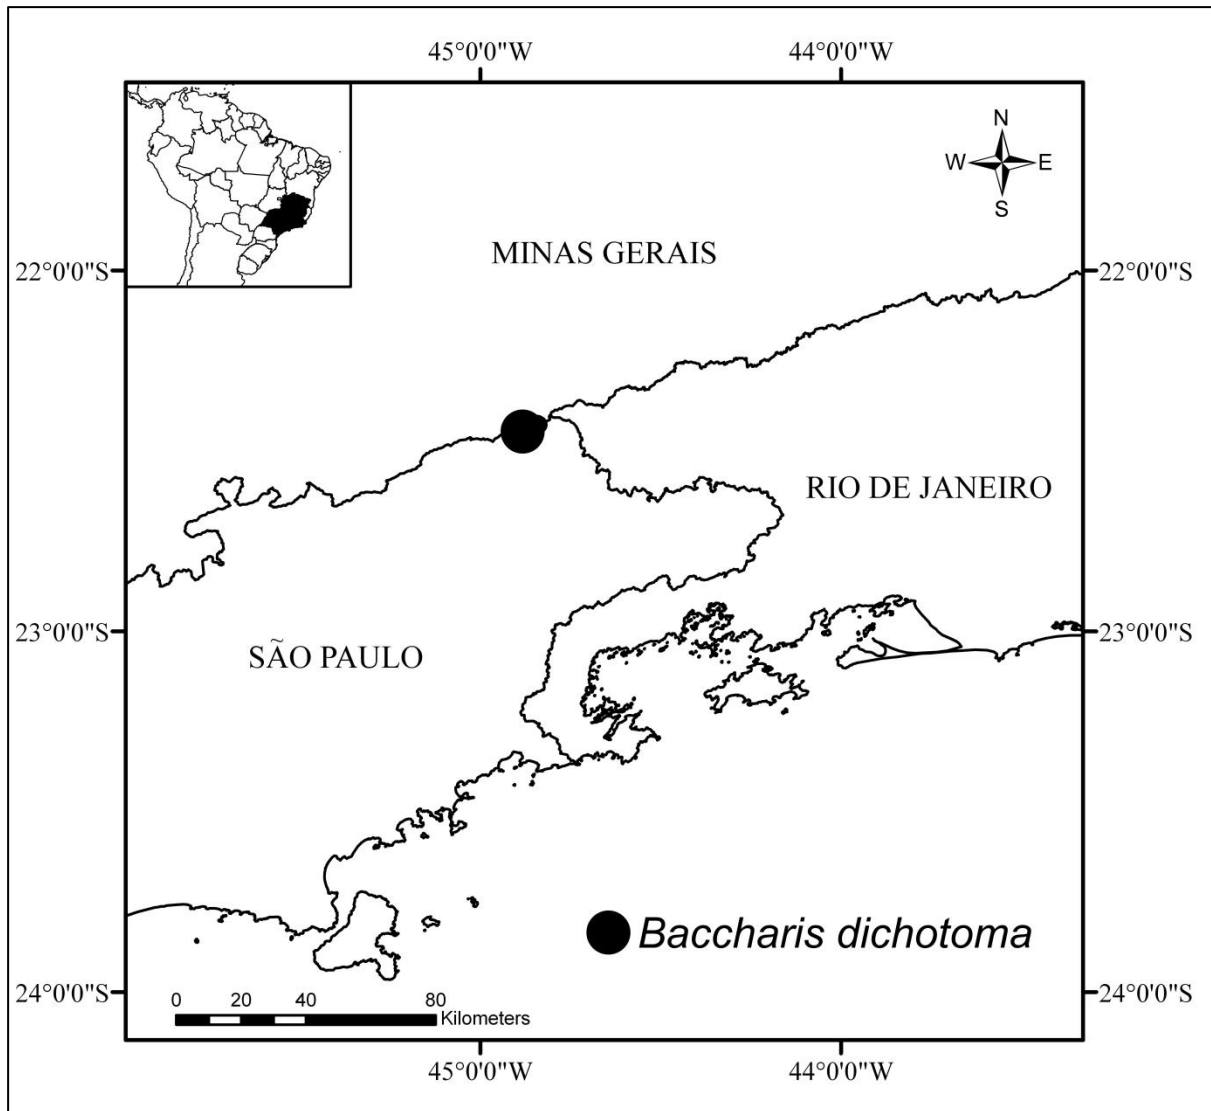 45°0'0"W 44°0'0"W
N
W E
S
MINAS GERAIS
22°0'0"S 22°0'0"S
RIO DE JANEIRO
23°0'0"S 23°0'0"S
SÃO PAULO
Baccharis dichotoma
24°0'0"S 24°0'0"S
0 20 40 80
Kilometers
45°0'0"W 44°0'0"W